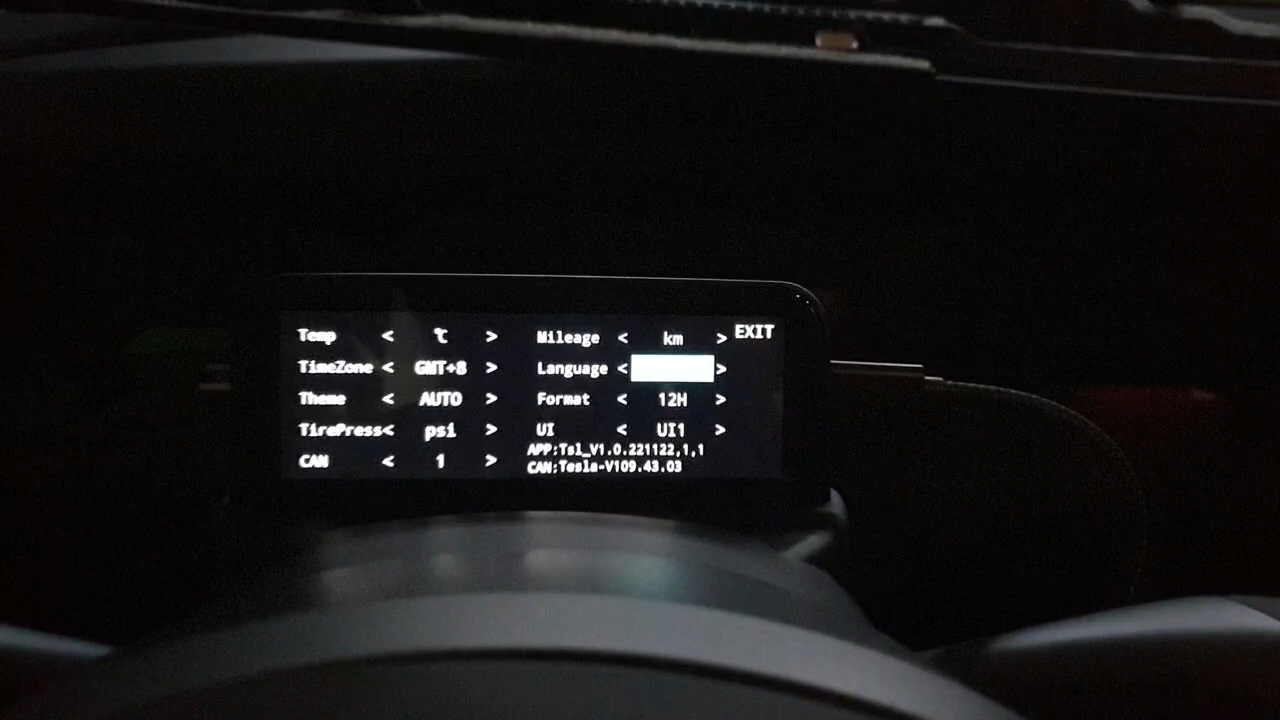 Temp < ℃ > Mileage < km > EXIT
TimeZone < GMT+8 > Language < >
Theme < AUTO > Format < 12H >
TirePress < psi > UI < UI1 >
APP:Tsl_V1.0.221122,1,1
CAN < 1 > CAN:Tesla-V109.43.03